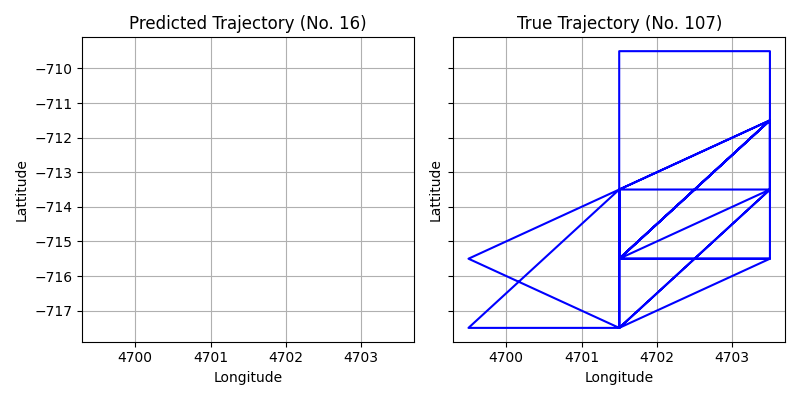 Predicted Trajectory (No. 16)
True Trajectory (No. 107)
−710
−711
−712
−713
−714
−715
−716
−717
Lattitude
Lattitude
4700
4701
4702
4703
4700
4701
4702
4703
Longitude
Longitude